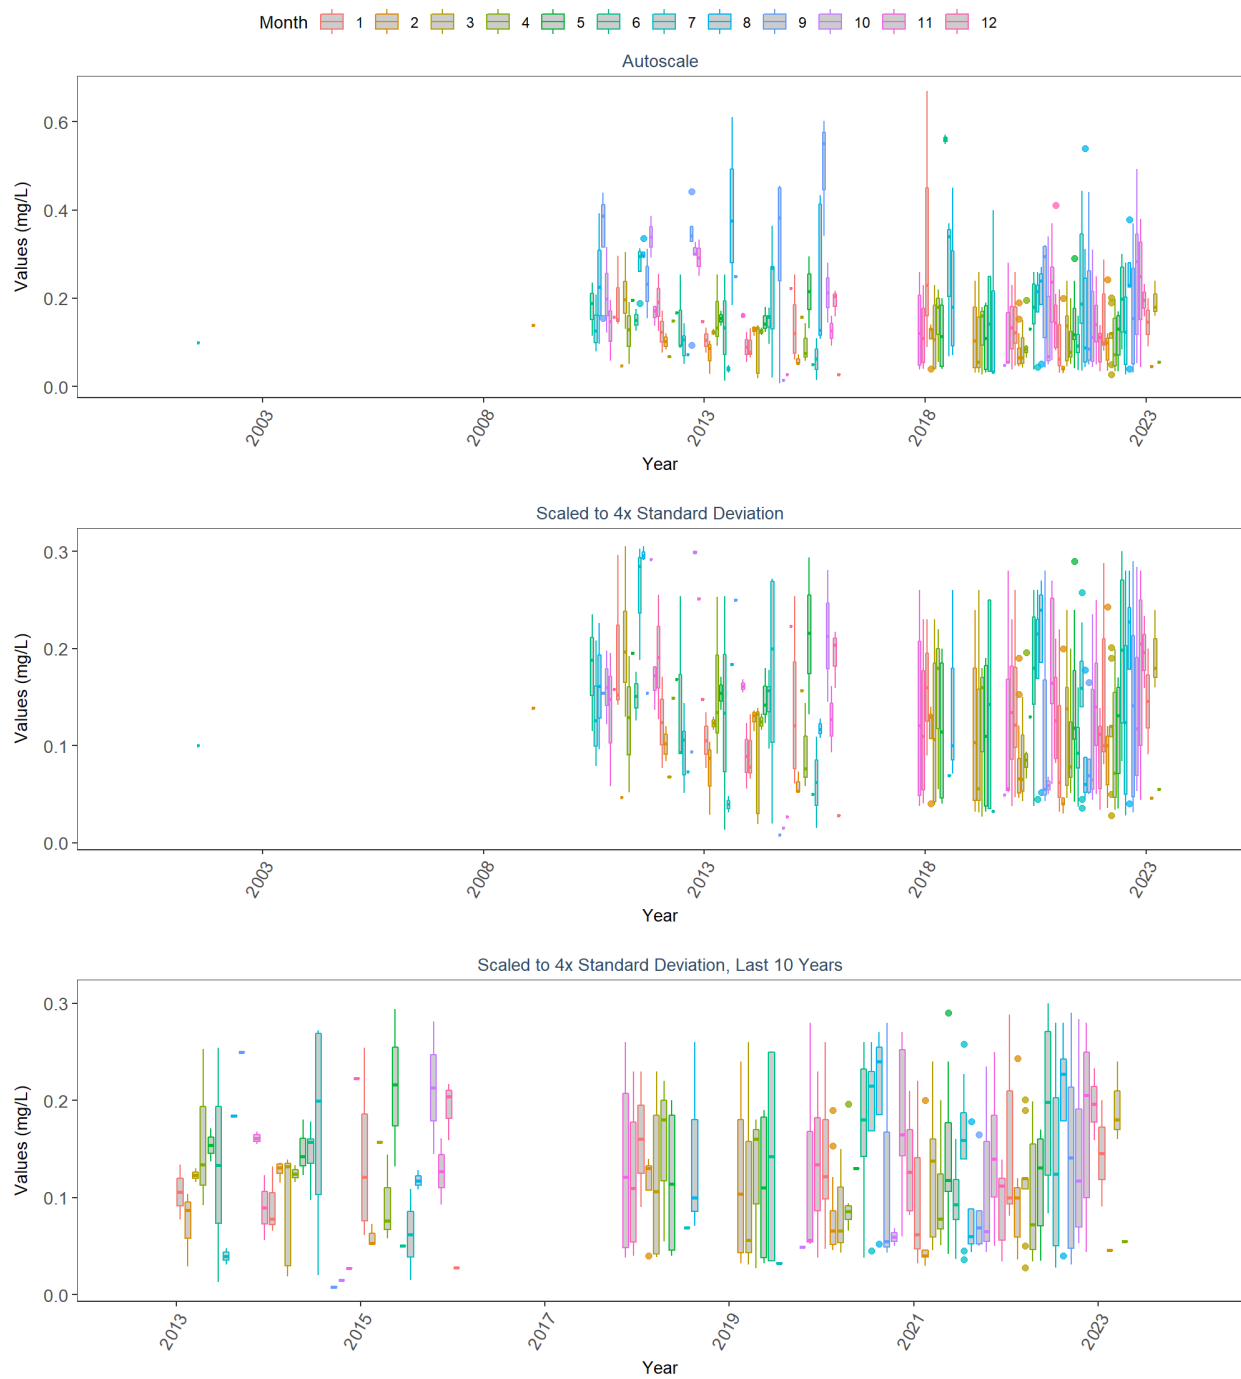 Month 1 2 3 4 5 6 7 8 9 10 11 12
Autoscale
Values (mg/L)
0.6
0.4
0.2
0.0
2003 2008 2013 2018 2023
Year
Scaled to 4x Standard Deviation
Values (mg/L)
0.3
0.2
0.1
0.0
2003 2008 2013 2018 2023
Year
Scaled to 4x Standard Deviation, Last 10 Years
Values (mg/L)
0.3
0.2
0.1
0.0
2013 2015 2017 2019 2021 2023
Year